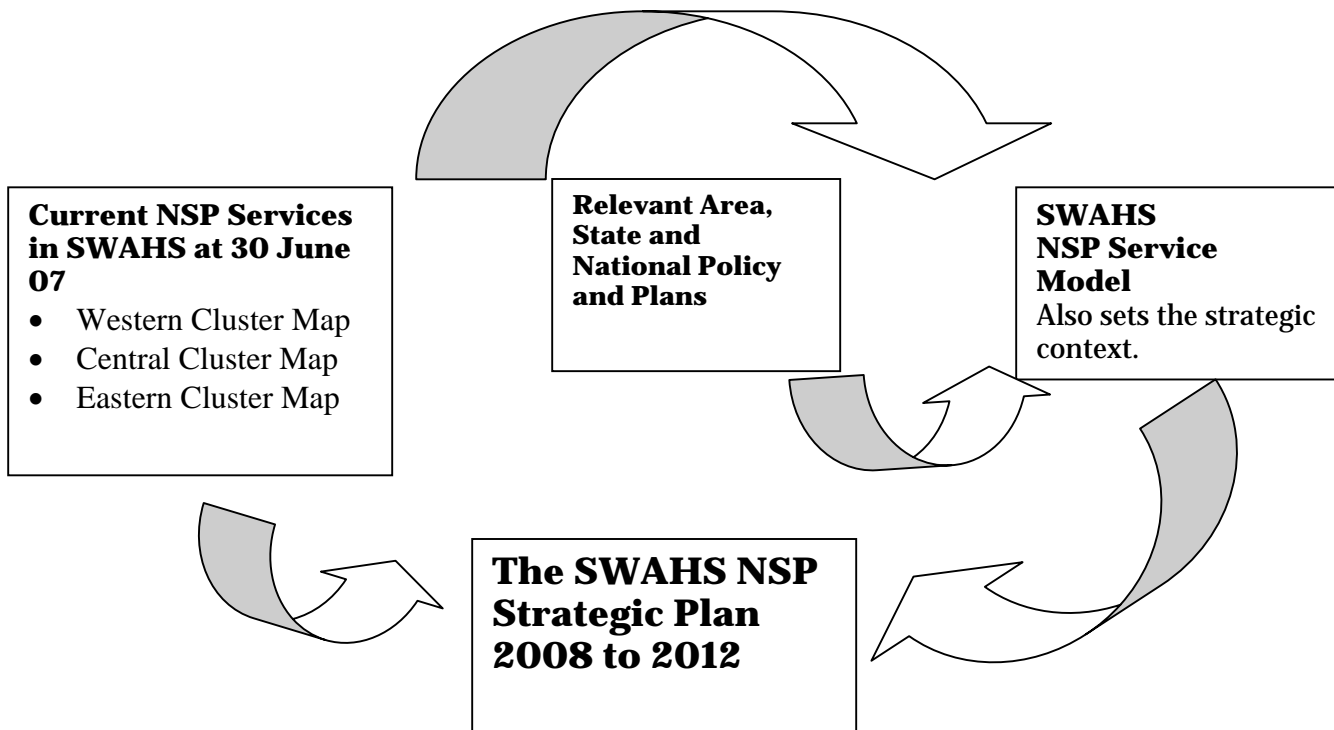 Current NSP Services
in SWAHS at 30 June
07
• Western Cluster Map
• Central Cluster Map
• Eastern Cluster Map
Relevant Area,
State and
National Policy
and Plans
SWAHS
NSP Service
Model
Also sets the strategic
context.
The SWAHS NSP
Strategic Plan
2008 to 2012